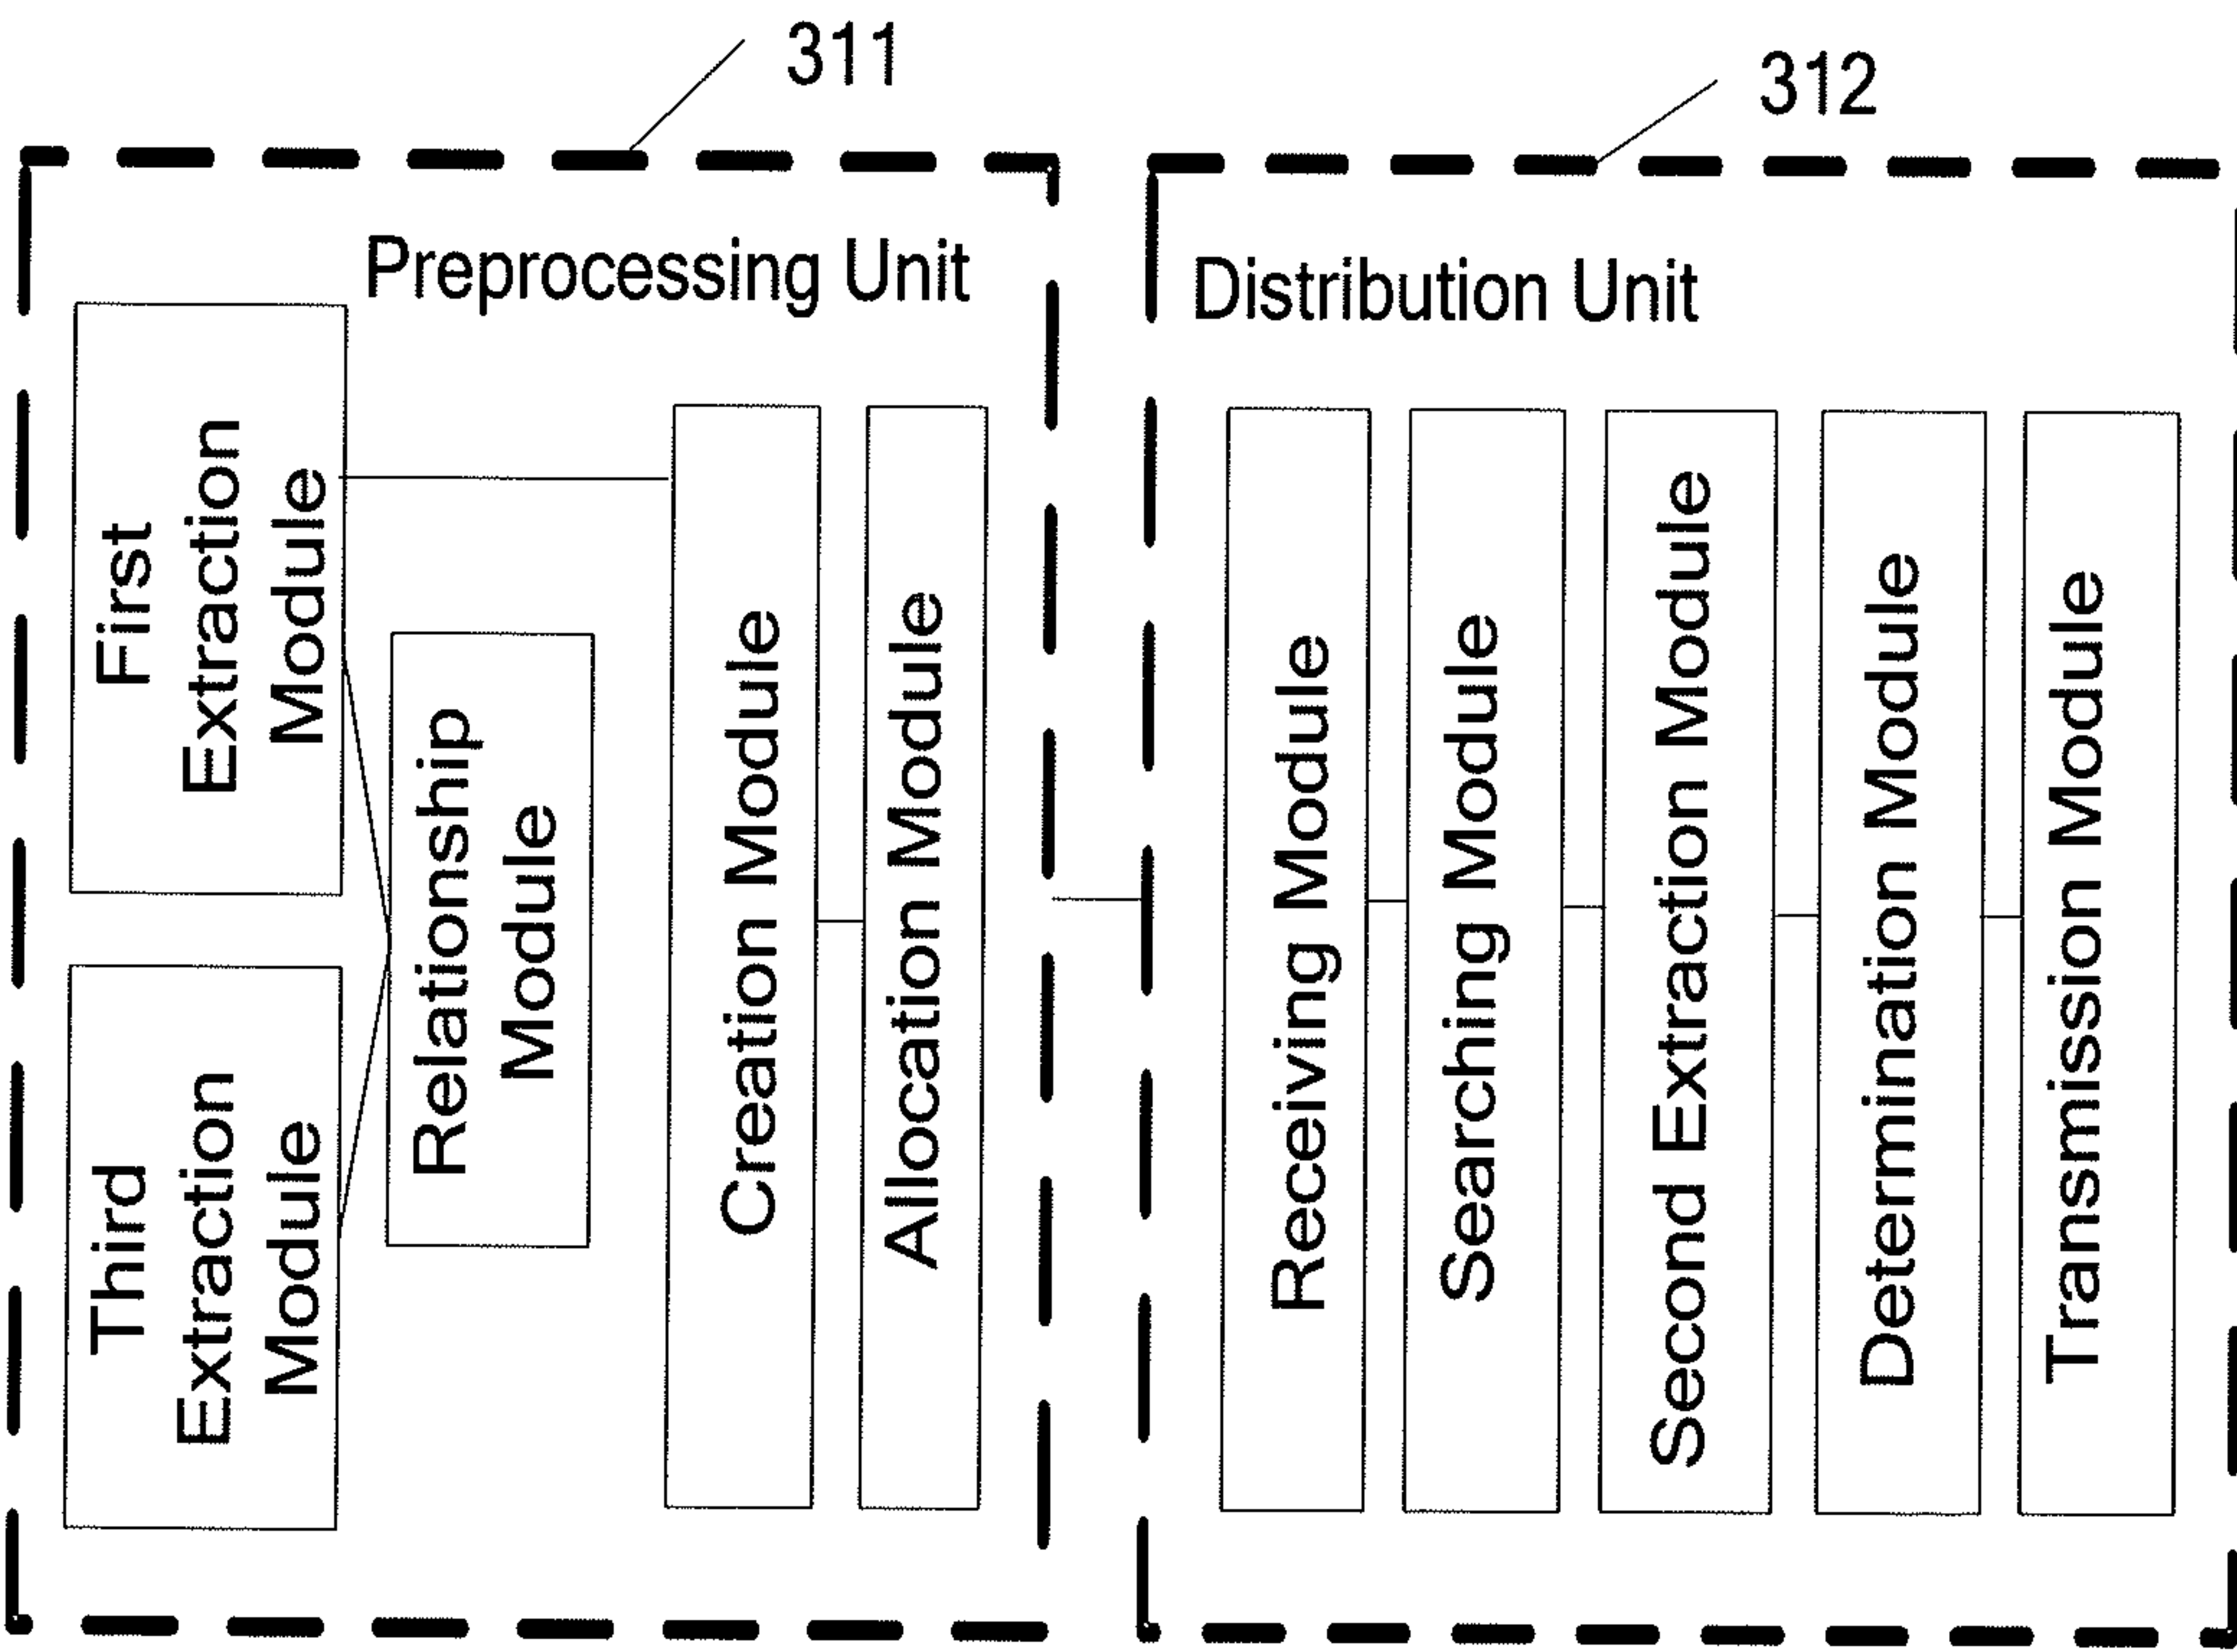 311
312
Preprocessing Unit
First
Extraction
Module
Third
Extraction
Module
Relationship
Module
Creation Module
Allocation Module
Distribution Unit
Receiving Module
Searching Module
Second Extraction Module
Determination Module
Transmission Module